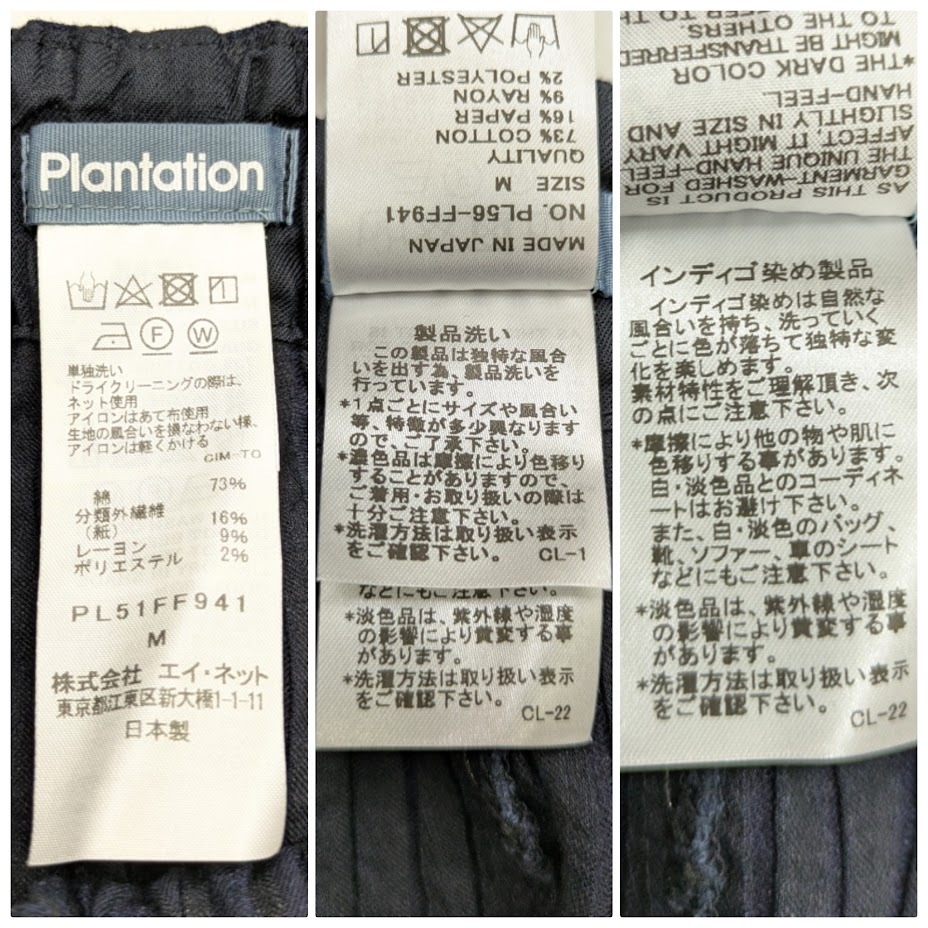 Plantation
F
W
単独洗い
ドライクリーニングの際は、
ネット使用
アイロンはあて布使用
生地の風合いを損なわない様、
アイロンは軽くかける
CIM-TO
綿 73%
分類外繊維
(紙) 16%
レーヨン 9%
ポリエステル 2%
PL51FF941
M
株式会社 エイ・ネット
東京都江東区新大橋1-1-11
日本製
MADE IN JAPAN
NO. PL56-FF941
SIZE M
QUALITY
73% COTTON
16% PAPER
9% RAYON
2% POLYESTER
製品洗い
この製品は独特な風合
いを出す為、製品洗いを
行っています。
*1点ごとにサイズや風合い
等、特徴が多少異なります
ので、ご了承下さい。
*濃色品は摩擦により色移り
することがありますので、
ご着用・お取り扱いの際は
十分ご注意下さい。
*洗濯方法は取り扱い表示
をご確認下さい。 CL-1
などにもご注意下さい。
*淡色品は、紫外線や湿度
の影響により黄変する事
があります。
*洗濯方法は取り扱い表示
をご確認下さい。
CL-22
AS THIS PRODUCT IS
GARMENT-WASHED FOR
THE UNIQUE HAND-FEEL
AFFECT, IT MIGHT VARY
SLIGHTLY IN SIZE AND
HAND-FEEL.
*THE DARK COLOR
MIGHT BE TRANSFERRED
TO THE OTHERS.
インディゴ染め製品
インディゴ染めは自然な
風合いを持ち、洗っていく
ごとに色が落ちて独特な変
化を楽しめます。
素材特性をご理解頂き、次
の点にご注意下さい。
*摩擦により他の物や肌に
色移りする事があります。
白・淡色品とのコーディネ
ートはお避け下さい。
また、白・淡色のバッグ、
靴、ソファー、車のシート
などにもご注意下さい。
*淡色品は、紫外線や湿度
の影響により黄変する事
があります。
*洗濯方法は取り扱い表示
をご確認下さい。
CL-22